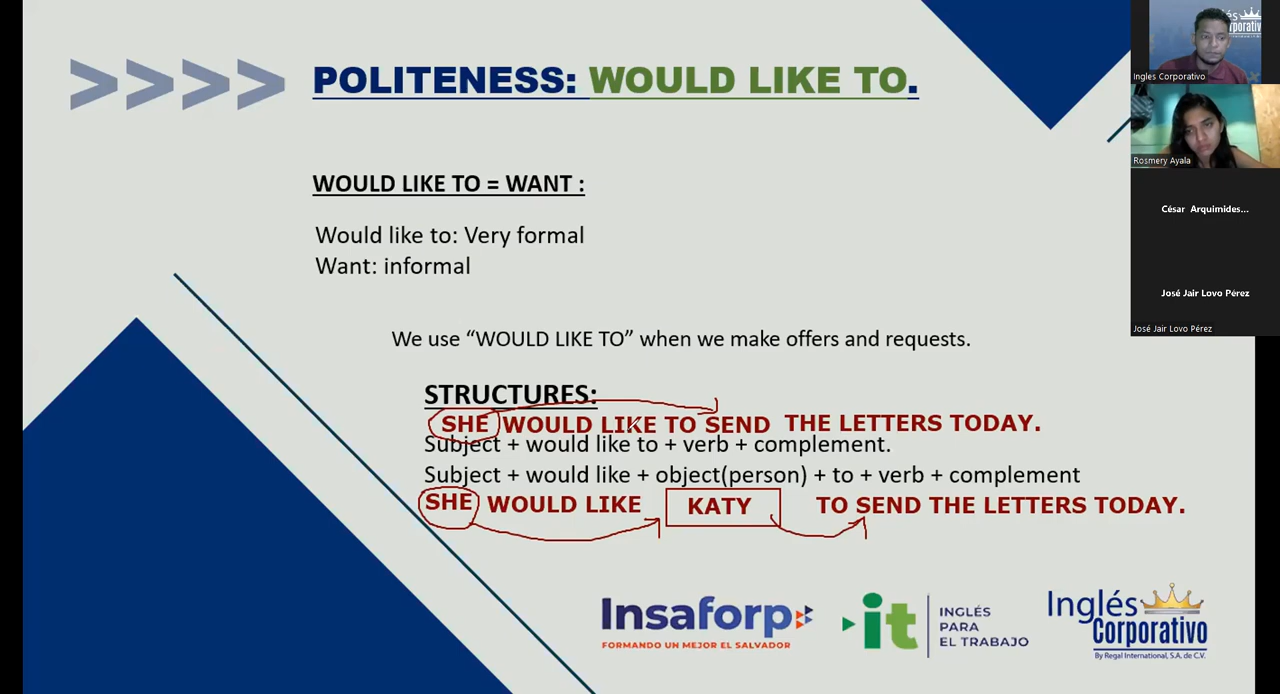 POLITENESS: WOULD LIKE TO.
WOULD LIKE TO = WANT :
Would like to: Very formal
Want: informal
We use “WOULD LIKE TO” when we make offers and requests.
STRUCTURES:
SHE WOULD LIKE TO SEND THE LETTERS TODAY.
Subject + would like to + verb + complement.
Subject + would like + object(person) + to + verb + complement
SHE WOULD LIKE KATY TO SEND THE LETTERS TODAY.
Insaforp
FORMANDO UN MEJOR EL SALVADOR
it
INGLÉS
PARA
EL TRABAJO
Inglés
Corporativo
By Regal International, S.A. de C.V.
Ingles Corporativo
Rosmery Ayala
César Arquimides...
José Jair Lovo Pérez
José Jair Lovo Pérez